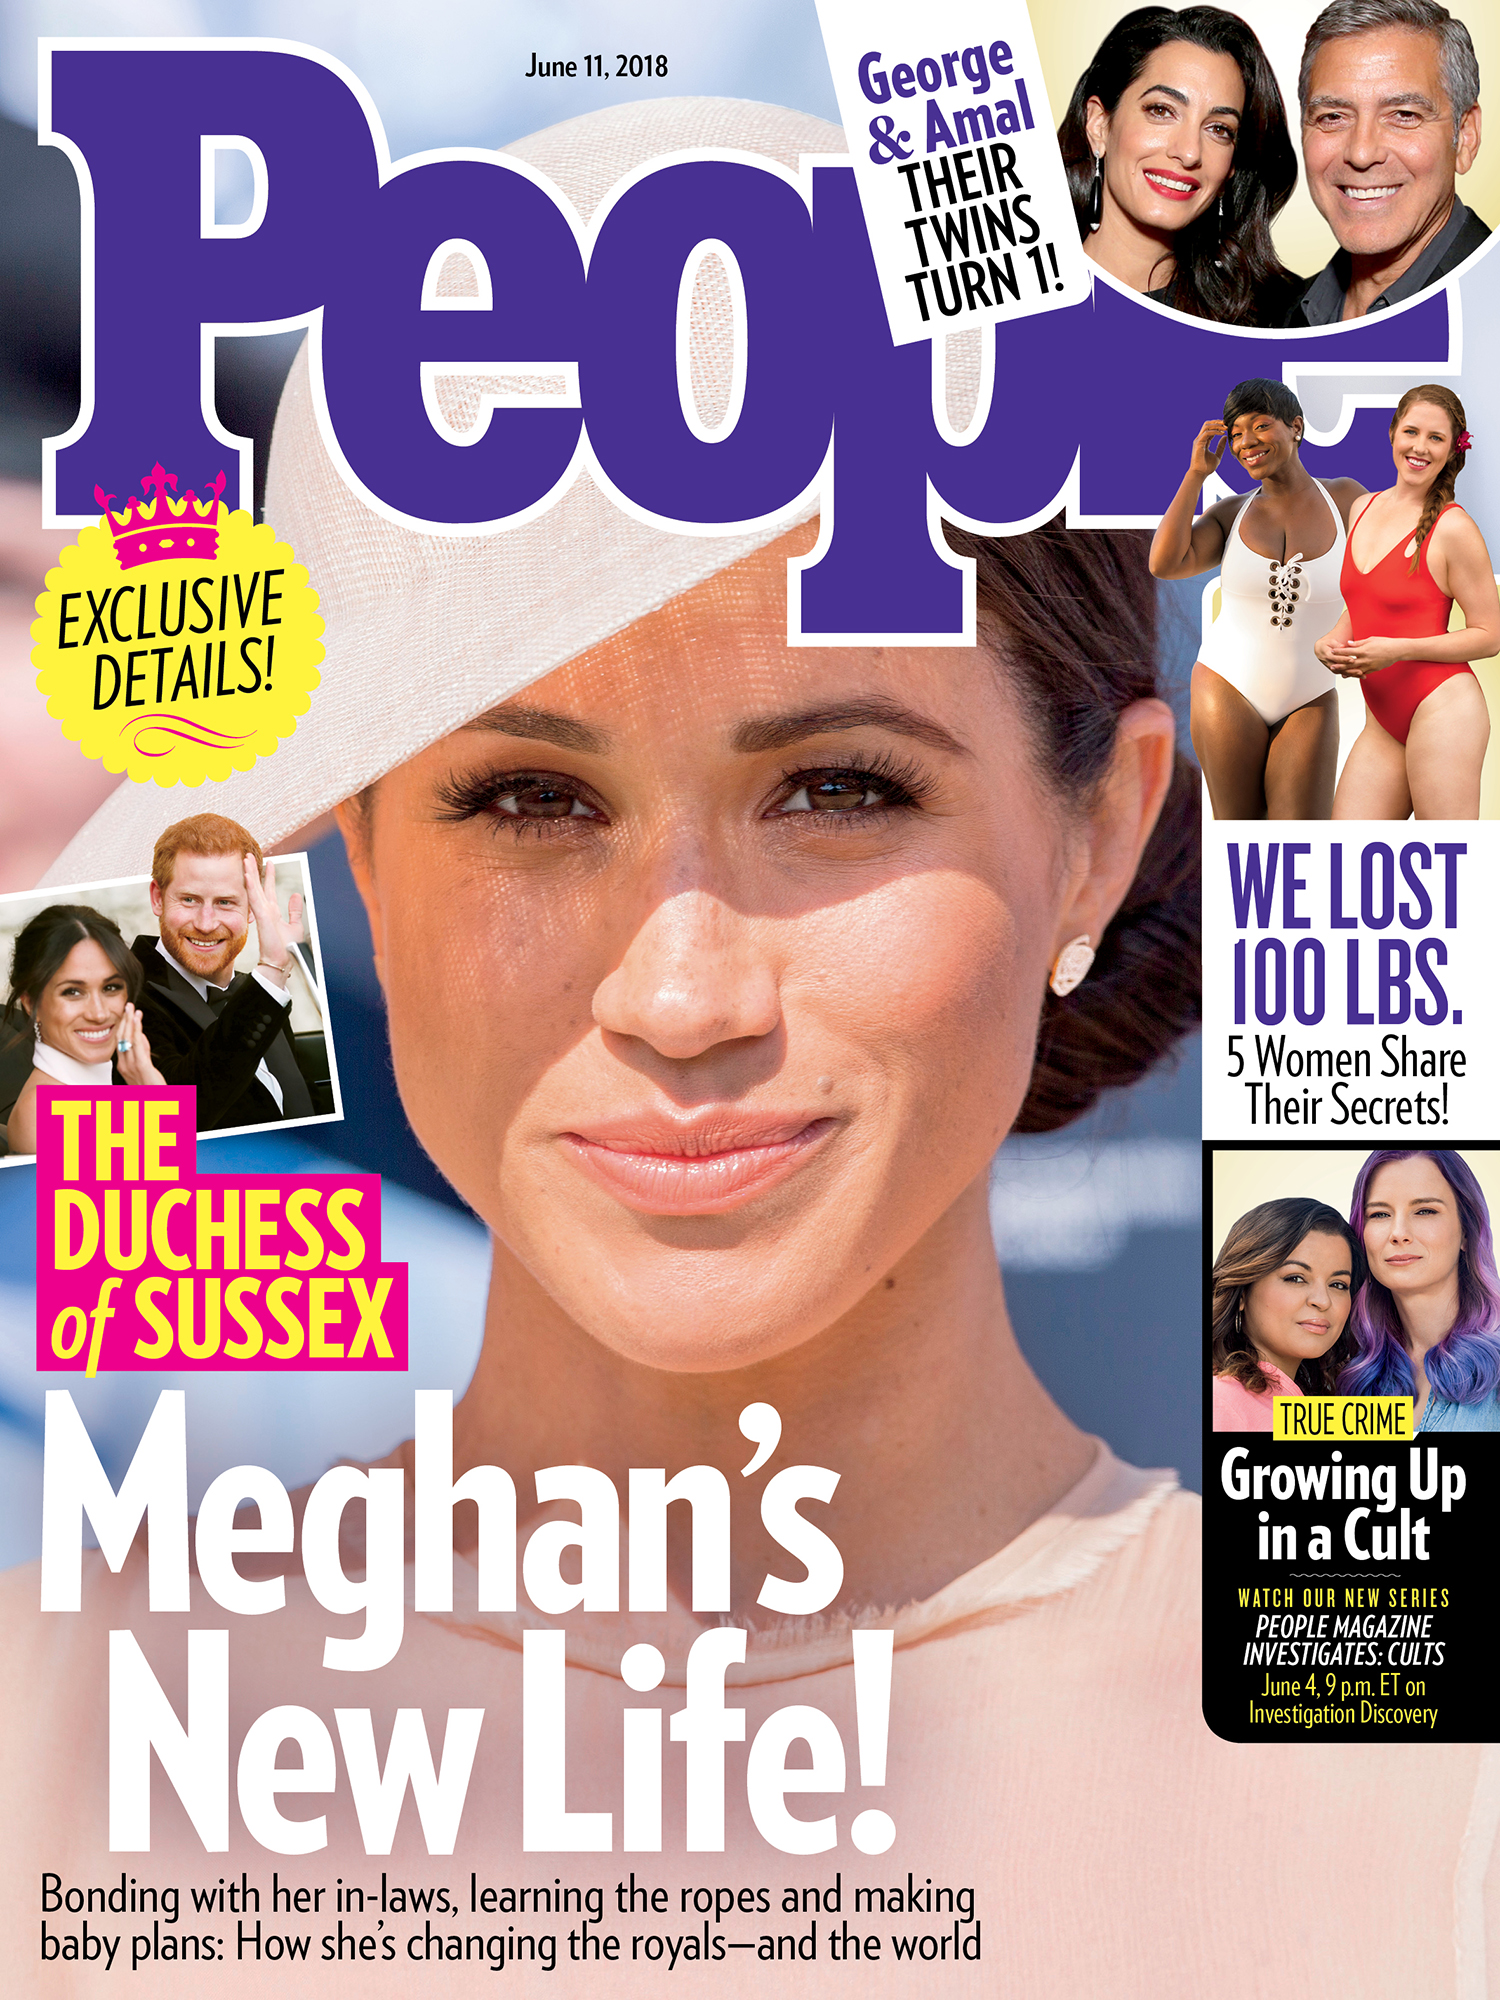 June 11, 2018
People
George
& Amal
THEIR
TWINS
TURN 1!
EXCLUSIVE
DETAILS!
THE
DUCHESS
of SUSSEX
Meghan’s
New Life!
Bonding with her in-laws, learning the ropes and making
baby plans: How she’s changing the royals—and the world
WE LOST
100 LBS.
5 Women Share
Their Secrets!
TRUE CRIME
Growing Up
in a Cult
WATCH OUR NEW SERIES
PEOPLE MAGAZINE
INVESTIGATES: CULTS
June 4, 9 p.m. ET on
Investigation Discovery